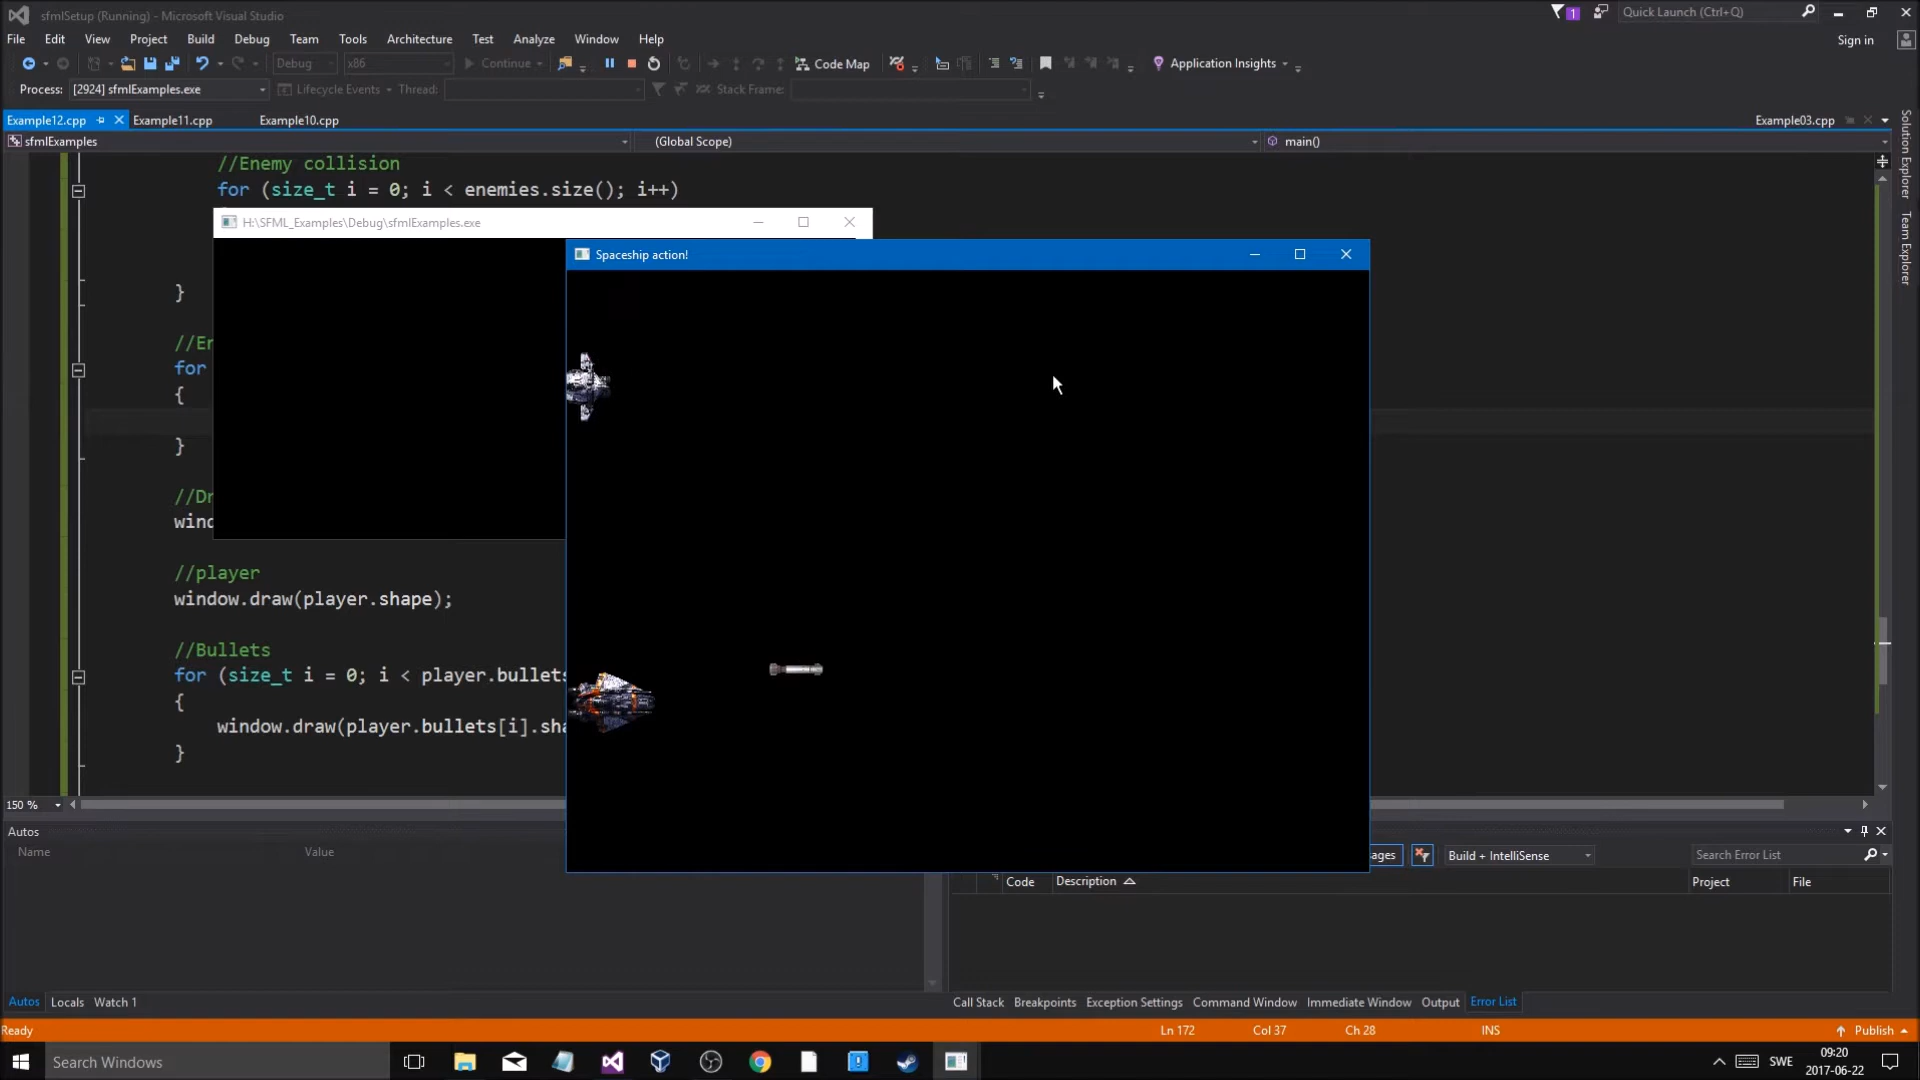 sfmlSetup (Running) - Microsoft Visual Studio
1
Quick Launch (Ctrl+Q)
File Edit View Project Build Debug Team Tools Architecture Test Analyze Window Help
Sign in
Debug x86 Continue Code Map Application Insights
Process: [2924] sfmlExamples.exe Lifecycle Events Thread: Stack Frame:
Example12.cpp Example11.cpp Example10.cpp Example03.cpp
sfmlExamples (Global Scope) main()
Solution Explorer
Team Explorer
//Enemy collision
for (size_t i = 0; i < enemies.size(); i++)
H:\SFML_Examples\Debug\sfmlExamples.exe
Spaceship action!
}
//En
for
{
}
//Dr
wind
//player
window.draw(player.shape);
//Bullets
for (size_t i = 0; i < player.bullets
{
window.draw(player.bullets[i].sha
}
150 %
Autos
Name Value
ages Build + IntelliSense Search Error List
Code Description Project File
Autos Locals Watch 1
Call Stack Breakpoints Exception Settings Command Window Immediate Window Output Error List
Ready Ln 172 Col 37 Ch 28 INS Publish
Search Windows
SWE
09:20
2017-06-22